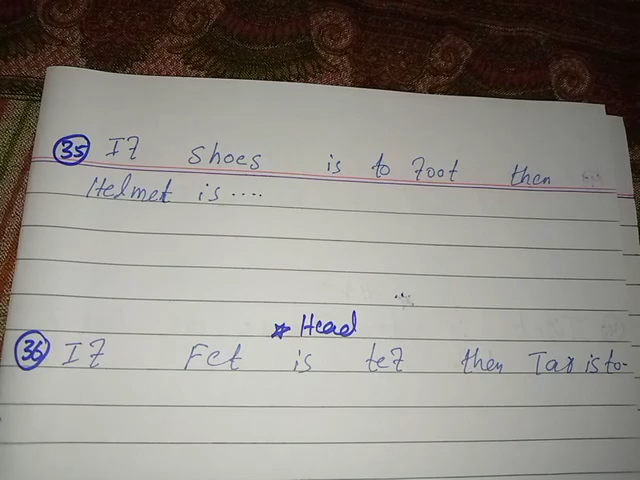 35 If Shoes is to foot then
Helmet is ....
* Head
36 If Fet is tef then Tar is to-